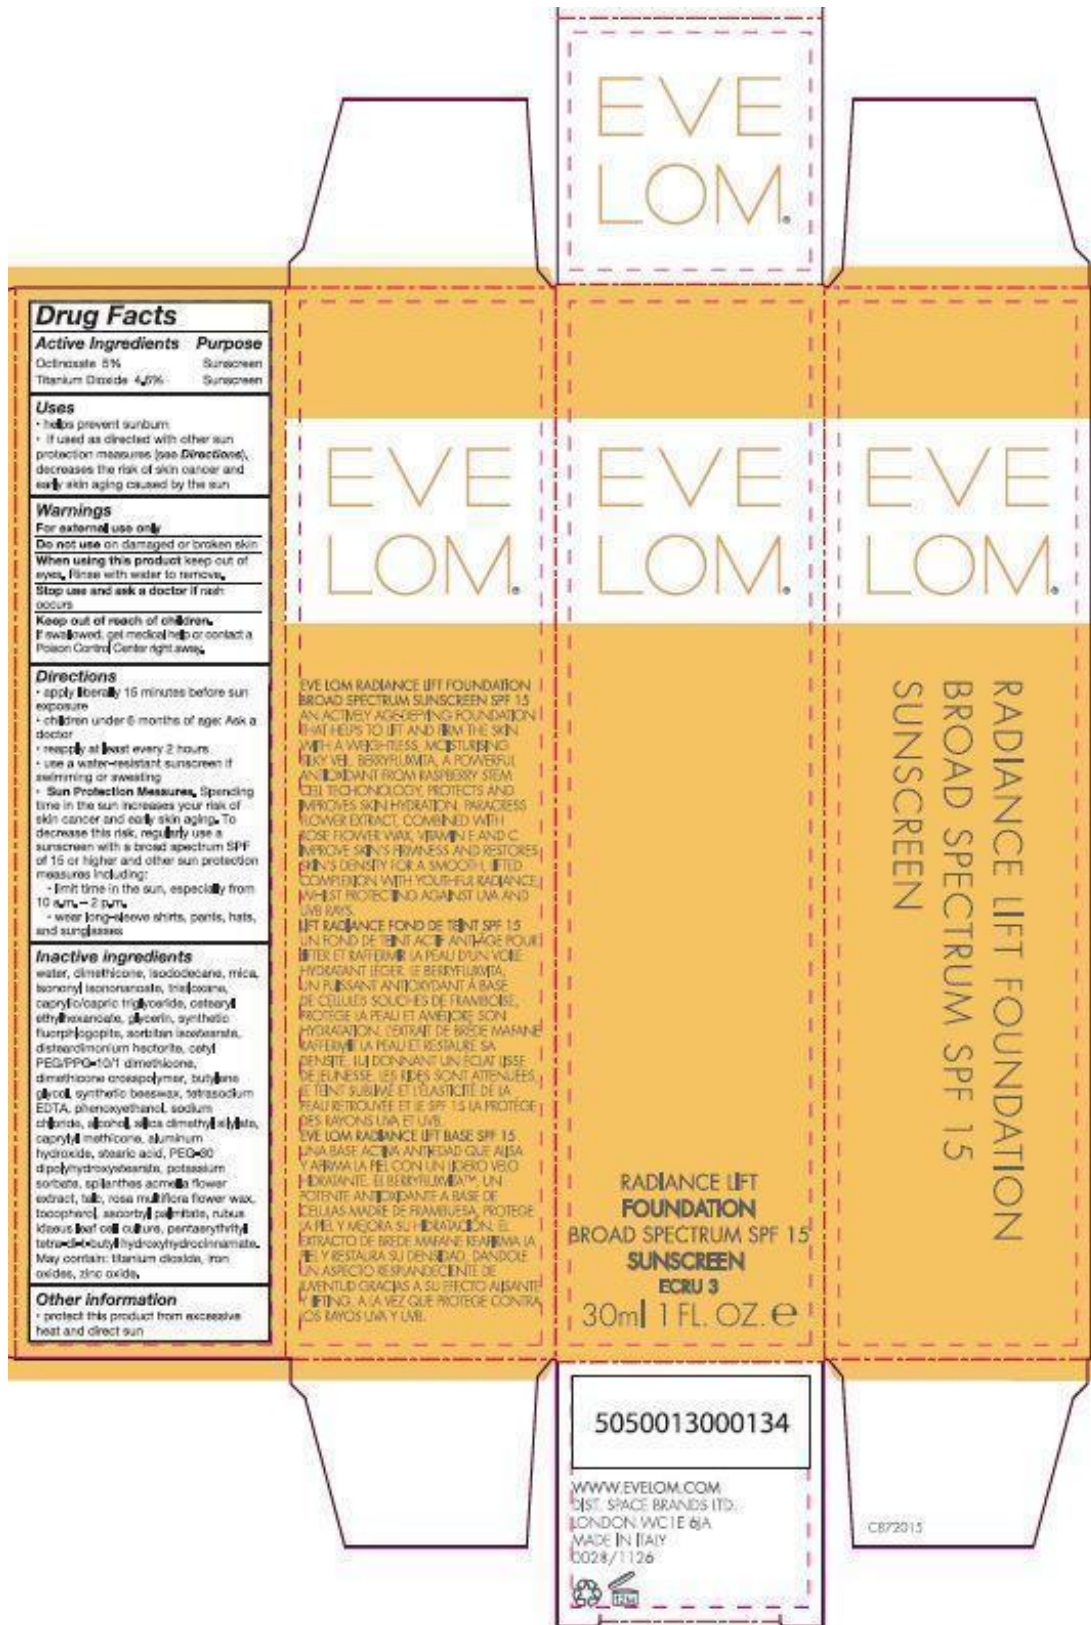 EVE
LOM®
Drug Facts
Active Ingredients Purpose
Octinoxate 5% Sunscreen
Titanium Dioxide Sunscreen
Uses
• helps prevent sunburn
• if used as directed with other sun
protection measures (see Directions),
decreases the risk of skin cancer and
early skin aging caused by the sun
Warnings
For external use only
Do not use on damaged or broken skin
When using this product keep out of
eyes. Rinse with water to remove.
Stop use and ask a doctor if rash
occurs
Keep out of reach of children.
If swallowed, get medical help or contact a
Poison Control Center right away.
Directions
• apply liberally 15 minutes before sun
exposure
• children under 6 months of age: Ask a
doctor
• reapply at least every 2 hours
• use a water-resistant sunscreen if
swimming or sweating
• Sun Protection Measures. Spending
time in the sun increases your risk of
skin cancer and early skin aging. To
decrease this risk, regularly use a
sunscreen with a broad spectrum SPF
of 15 or higher and other sun protection
measures including:
• limit time in the sun, especially from
10 a.m. – 2 p.m.
• wear long-sleeve shirts, pants, hats,
and sunglasses
Inactive ingredients
water, dimethicone, isododecane, mica,
isononyl isononanoate, trisiloxane,
caprylic/capric triglyceride, cetearyl
ethylhexanoate, glycerin, synthetic
fluorphlogopite, sorbitan isostearate,
disteardimonium hectorite, cetyl
PEG/PPG-10/1 dimethicone,
dimethicone crosspolymer, butylene
glycol, synthetic beeswax, tetrasodium
EDTA, phenoxyethanol, sodium
chloride, alcohol, silica dimethyl silylate,
caprylyl methicone, aluminum
hydroxide, stearic acid, PEG-30
dipolyhydroxystearate, potassium
sorbate, spilanthes acmella flower
extract, talc, rosa multiflora flower wax,
tocopherol, ascorbyl palmitate, rubus
idaeus leaf cell culture, pentaerythrityl
tetra-di-t-butyl hydroxyhydrocinnamate.
May contain: titanium dioxide, iron
oxides, zinc oxide.
Other information
• protect this product from excessive
heat and direct sun
EVE
LOM®
EVE LOM RADIANCE LIFT FOUNDATION
BROAD SPECTRUM SUNSCREEN SPF 15
AN ACTIVELY AGE-DEFYING FOUNDATION
THAT HELPS TO LIFT AND FIRM THE SKIN
WITH A WEIGHTLESS, MOISTURISING
SILKY VEIL. BERRYFLUXVITA, A POWERFUL
ANTIOXIDANT FROM RASPBERRY STEM
CELL TECHONOLOGY, PROTECTS AND
IMPROVES SKIN HYDRATION. PARACRESS
FLOWER EXTRACT, COMBINED WITH
ROSE FLOWER WAX, VITAMIN E AND C
IMPROVE SKIN'S FIRMNESS AND RESTORES
SKIN'S DENSITY FOR A SMOOTH, LIFTED
COMPLEXION WITH YOUTHFUL RADIANCE,
WHILST PROTECTING AGAINST UVA AND
UVB RAYS.
LIFT RADIANCE FOND DE TEINT SPF 15
UN FOND DE TEINT ACTIF ANTI-ÂGE POUR
LIFTER ET RAFFERMIR LA PEAU D'UN VOILE
HYDRATANT LÉGER. LE BERRYFLUXVITA,
UN PUISSANT ANTIOXYDANT À BASE
DE CELLULES SOUCHES DE FRAMBOISE,
PROTÈGE LA PEAU ET AMÉLIORE SON
HYDRATATION. L'EXTRAIT DE BRÈDE MAFANE
RAFFERMIT LA PEAU ET RESTAURE SA
DENSITÉ, LUI DONNANT UN ÉCLAT LISSE
DE JEUNESSE. LES RIDES SONT ATTENUÉES,
LE TEINT SUBLIMÉ ET L'ÉLASTICITÉ DE LA
PEAU RETROUVÉE ET LE SPF 15 LA PROTÈGE
DES RAYONS UVA ET UVB.
EVE LOM RADIANCE LIFT BASE SPF 15
UNA BASE ACTIVA ANTIEDAD QUE ALISA
Y AFIRMA LA PIEL CON UN LIGERO VELO
HIDRATANTE. El BERRYFLUXVITA™, UN
POTENTE ANTIOXIDANTE A BASE DE
CÉLULAS MADRE DE FRAMBUESA, PROTEGE
LA PIEL Y MEJORA SU HIDRATACIÓN. EL
EXTRACTO DE BREDE MAFANE REAFIRMA LA
PIEL Y RESTAURA SU DENSIDAD, DANDOLE
UN ASPECTO RESPLANDECIENTE DE
JUVENTUD GRACIAS A SU EFECTO ALISANTE
Y LIFTING, A LA VEZ QUE PROTEGE CONTRA
LOS RAYOS UVA Y UVB.
EVE
LOM®
RADIANCE LIFT
FOUNDATION
BROAD SPECTRUM SPF 15
SUNSCREEN
ECRU 3
30ml 1 FL. OZ. ℮
5050013000134
WWW.EVELOM.COM
DIST. SPACE BRANDS LTD.
LONDON WC1E 6JA
MADE IN ITALY
0028/1126
12M
EVE
LOM®
RADIANCE LIFT FOUNDATION
BROAD SPECTRUM SPF 15
SUNSCREEN
CB72015